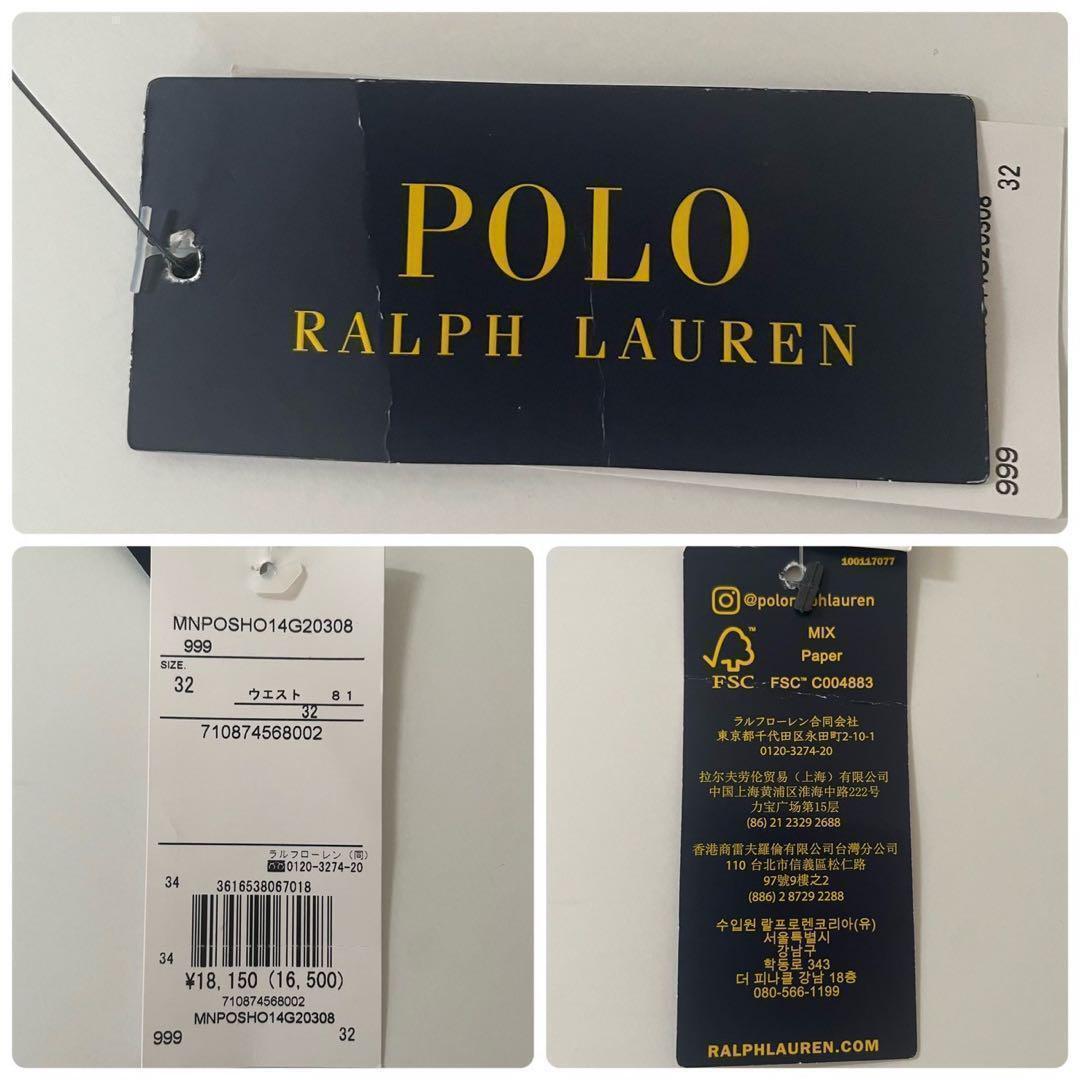 POLO
RALPH LAUREN
32
999
MNPOSHO14G20308
999
SIZE.
32
ウエスト 81
32
710874568002
ラルフローレン (同)
0120-3274-20
34
3616538067018
34
¥18,150 (16,500)
710874568002
MNPOSHO14G20308
999 32
100117077
MIX
Paper
FSC FSC™ C004883
ラルフローレン合同会社
東京都千代田区永田町2-10-1
0120-3274-20
拉尔夫劳伦贸易（上海）有限公司
中国上海黄浦区淮海中路222号
力宝广场第15层
(86) 21 2329 2688
香港商雷夫羅倫有限公司台灣分公司
110 台北市信義區松仁路
97號9樓之2
(886) 2 8729 2288
수입원 랄프로렌코리아(유)
서울특별시
강남구
학동로 343
더 피나클 강남 18층
080-566-1199
RALPHLAUREN.COM